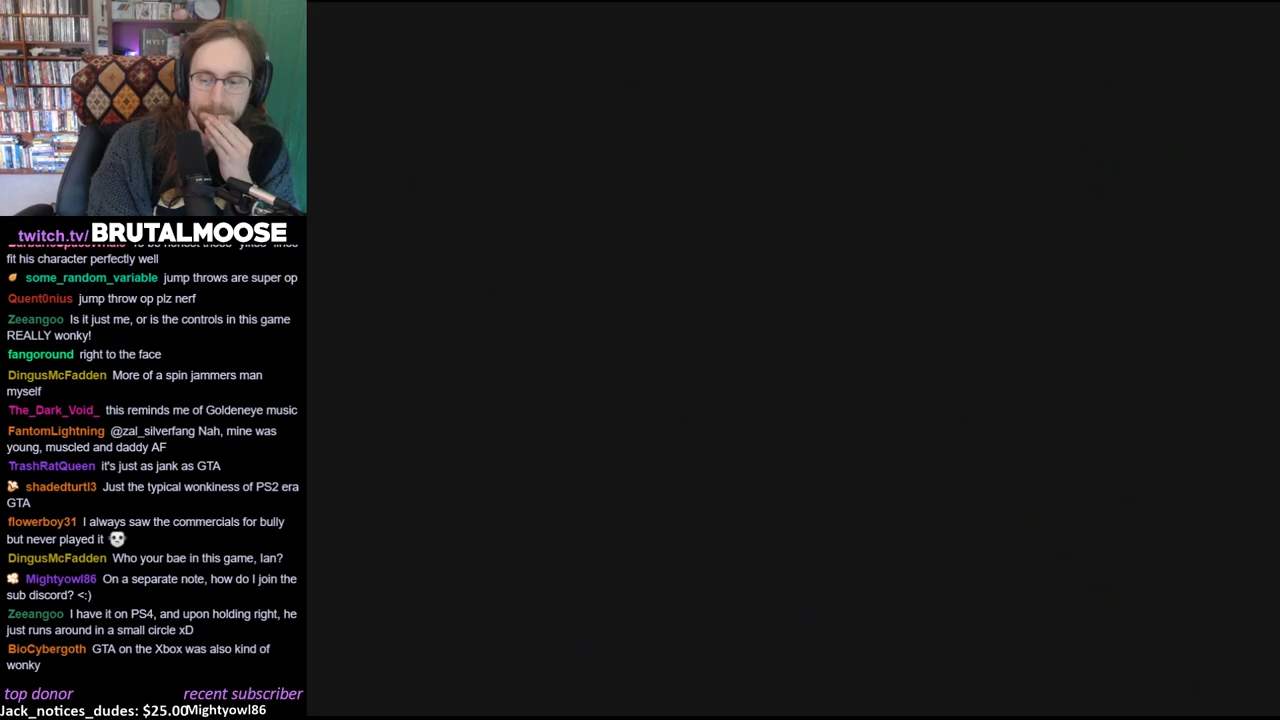 MYST
twitch.tv/BRUTALMOOSE
fit his character perfectly well
some_random_variable jump throws are super op
Quent0nius jump throw op plz nerf
Zeeangoo Is it just me, or is the controls in this game
REALLY wonky!
fangoround right to the face
DingusMcFadden More of a spin jammers man
myself
The_Dark_Void_ this reminds me of Goldeneye music
FantomLightning @zal_silverfang Nah, mine was
young, muscled and daddy AF
TrashRatQueen it's just as jank as GTA
shadedturtl3 Just the typical wonkiness of PS2 era
GTA
flowerboy31 I always saw the commercials for bully
but never played it
DingusMcFadden Who your bae in this game, Ian?
Mightyowl86 On a separate note, how do I join the
sub discord? <:)
Zeeangoo I have it on PS4, and upon holding right, he
just runs around in a small circle xD
BioCybergoth GTA on the Xbox was also kind of
wonky
top donor recent subscriber
Jack_notices_dudes: $25.00 Mightyowl86